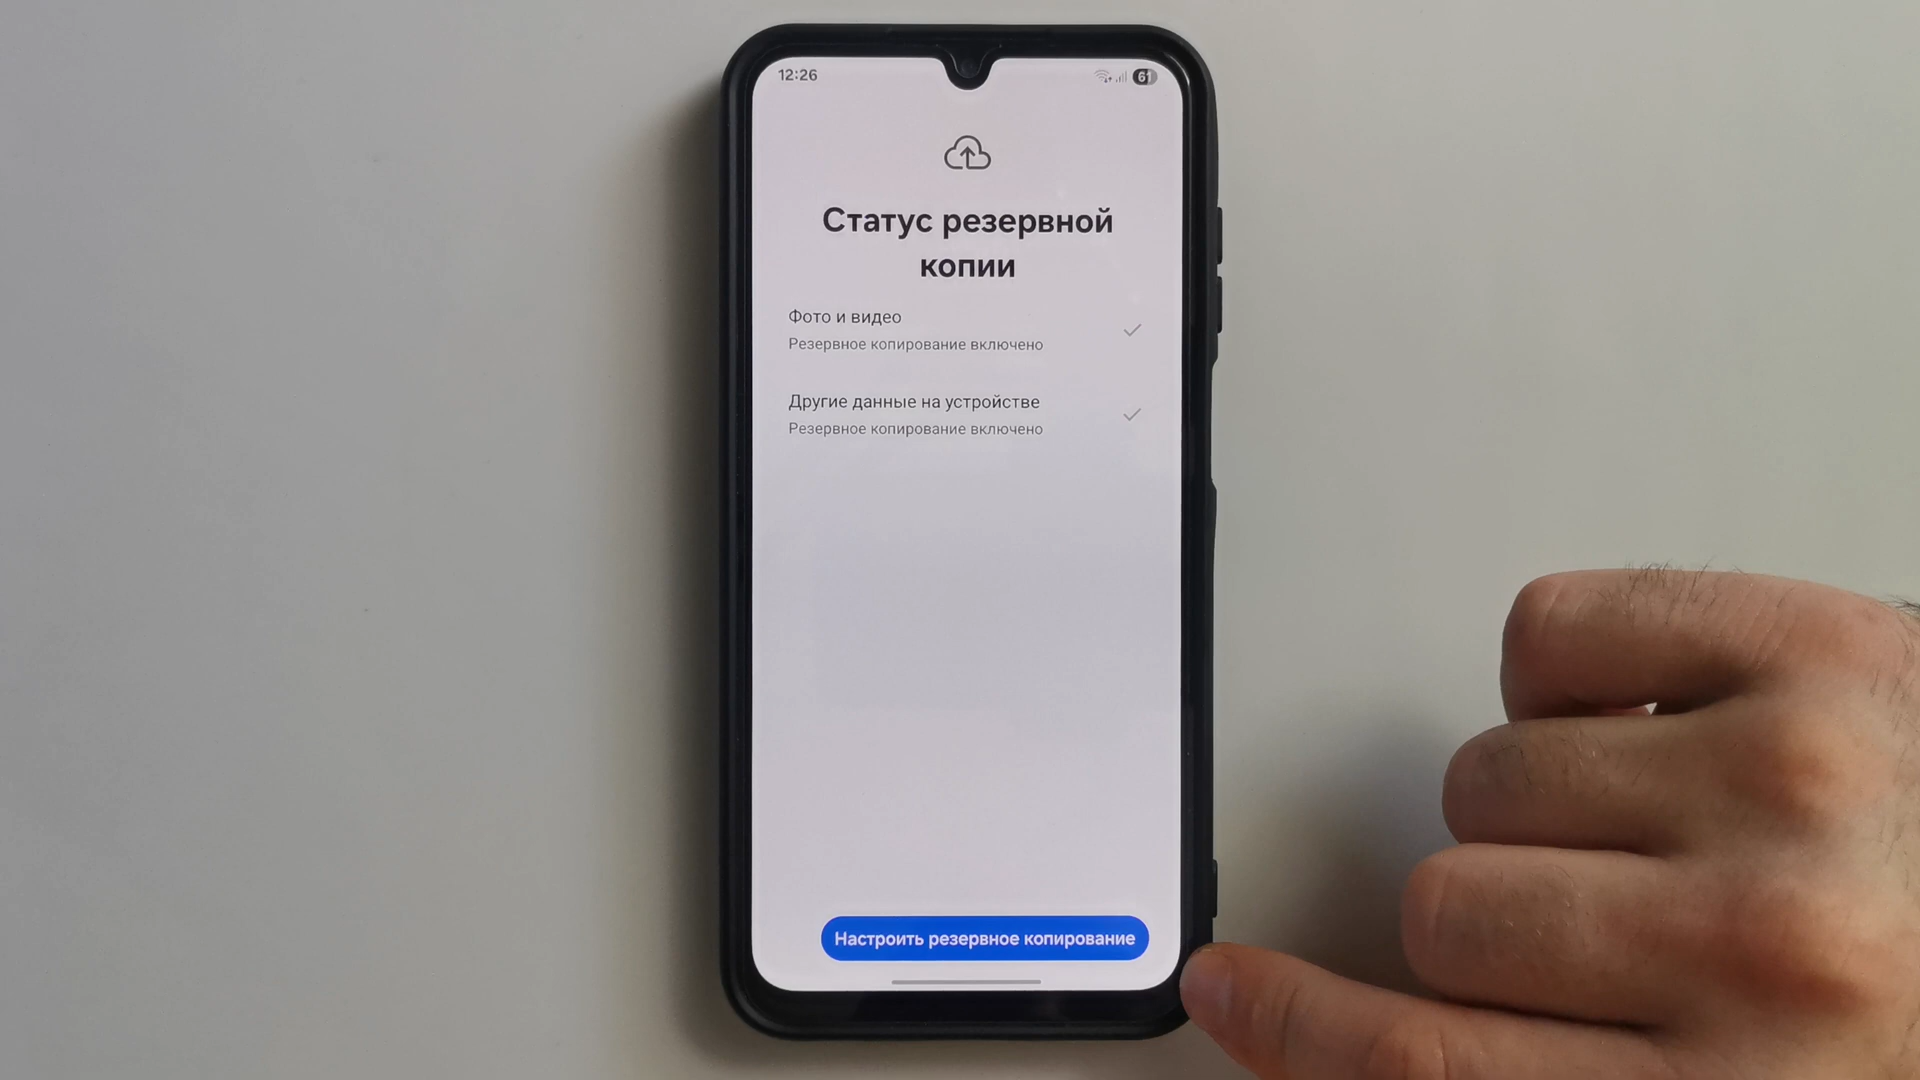 12:26
61
Статус резервной
копии
Фото и видео
Резервное копирование включено
Другие данные на устройстве
Резервное копирование включено
Настроить резервное копирование